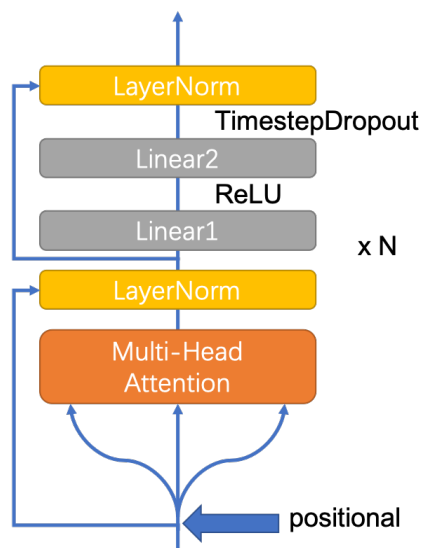 LayerNorm
TimestepDropout
Linear2
ReLU
Linear1
x N
LayerNorm
Multi-Head
Attention
positional